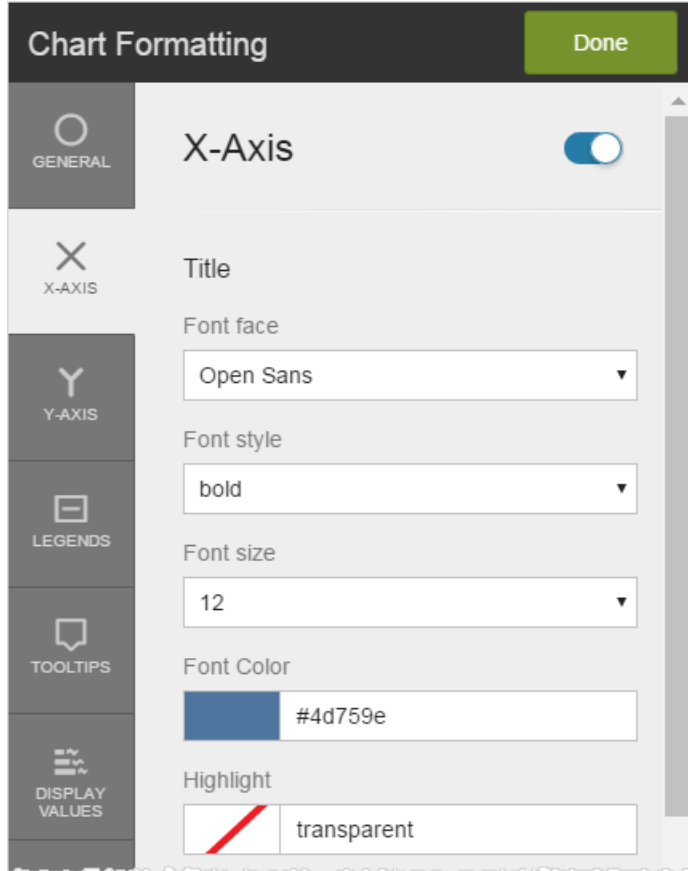 Chart Formatting
Done
GENERAL
X-AXIS
Y-AXIS
LEGENDS
TOOLTIPS
DISPLAY
VALUES
X-Axis
Title
Font face
Open Sans
Font style
bold
Font size
12
Font Color
#4d759e
Highlight
transparent